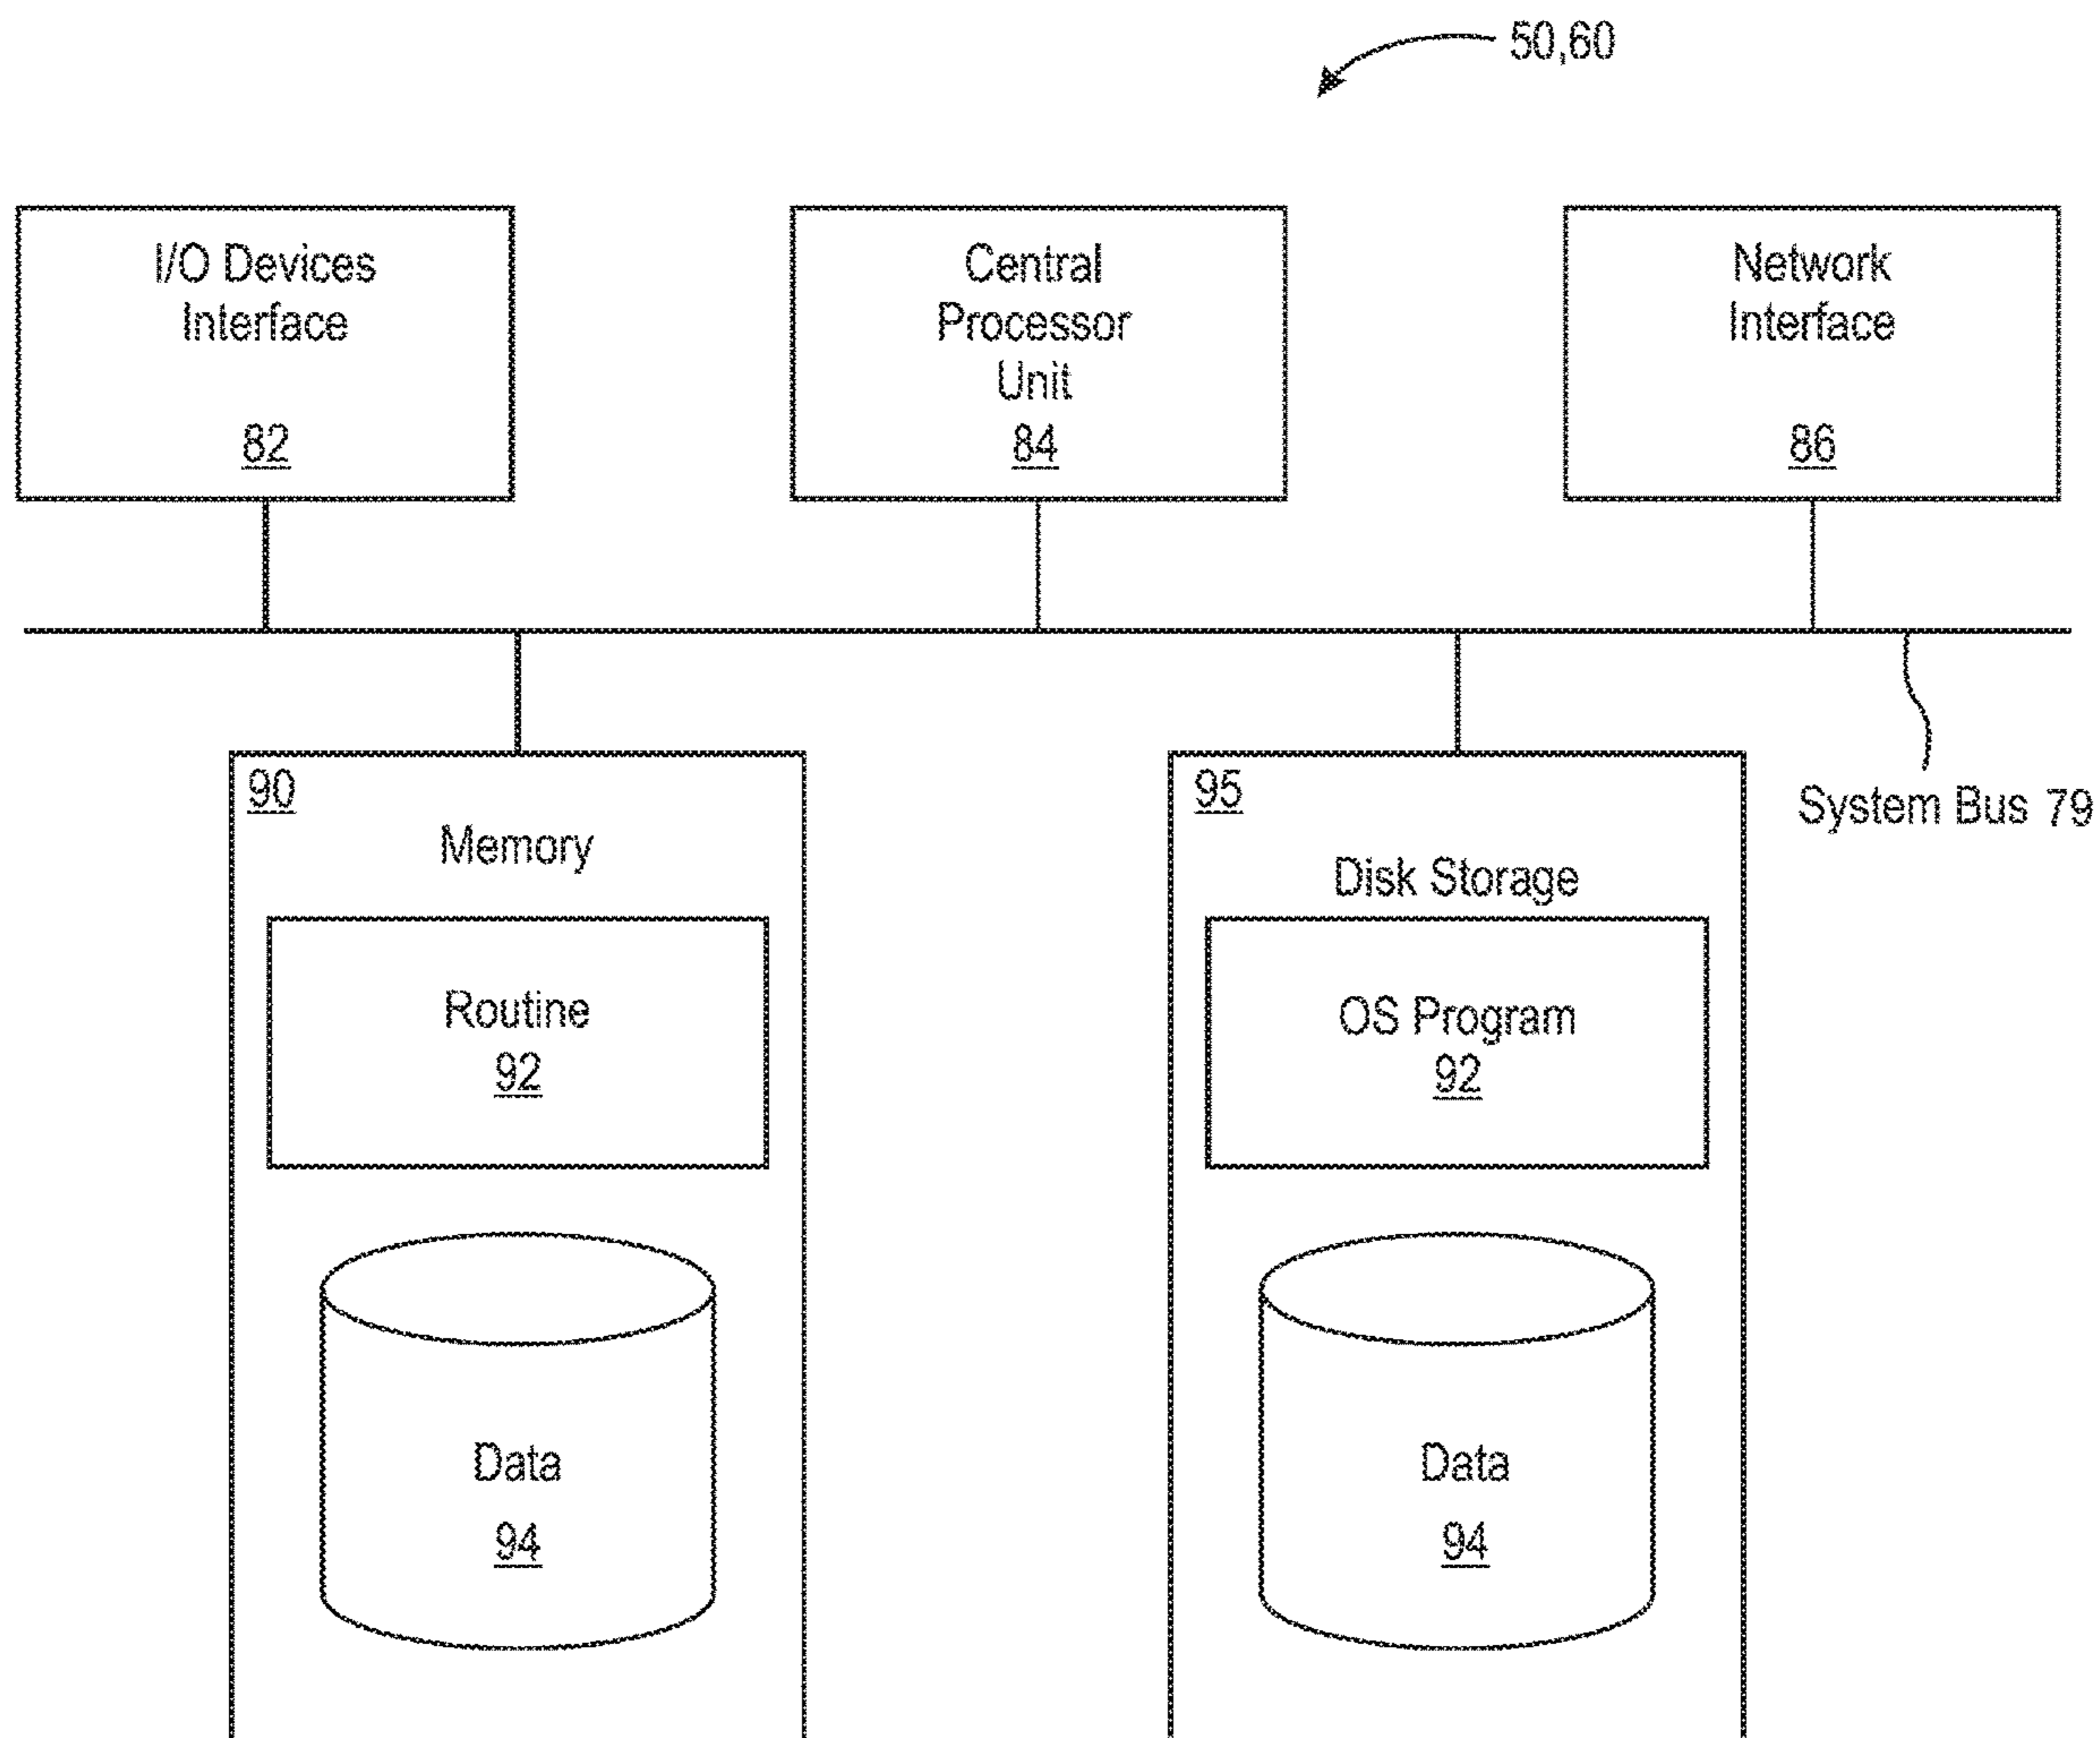 50,60
I/O Devices
Interface
82
Central
Processor
Unit
84
Network
Interface
86
System Bus 79
90
Memory
Routine
92
Data
94
95
Disk Storage
OS Program
92
Data
94